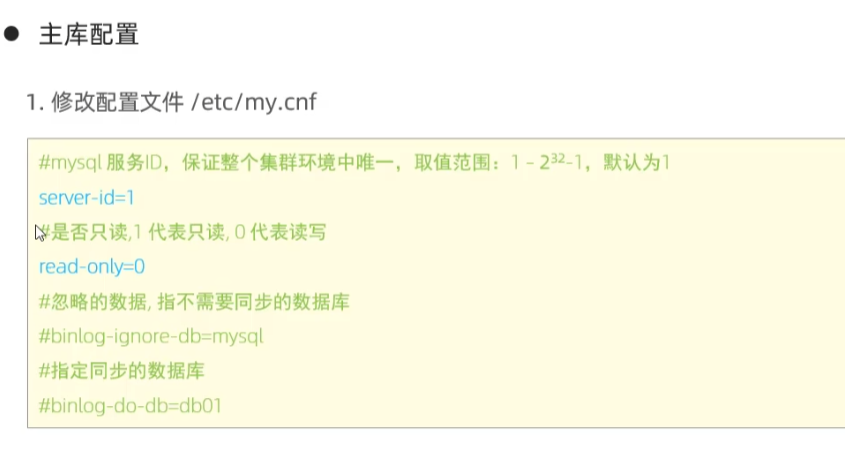 主库配置
1. 修改配置文件 /etc/my.cnf
#mysql 服务ID，保证整个集群环境中唯一，取值范围：1 – 2³²-1，默认为1
server-id=1
#是否只读,1 代表只读, 0 代表读写
read-only=0
#忽略的数据, 指不需要同步的数据库
#binlog-ignore-db=mysql
#指定同步的数据库
#binlog-do-db=db01